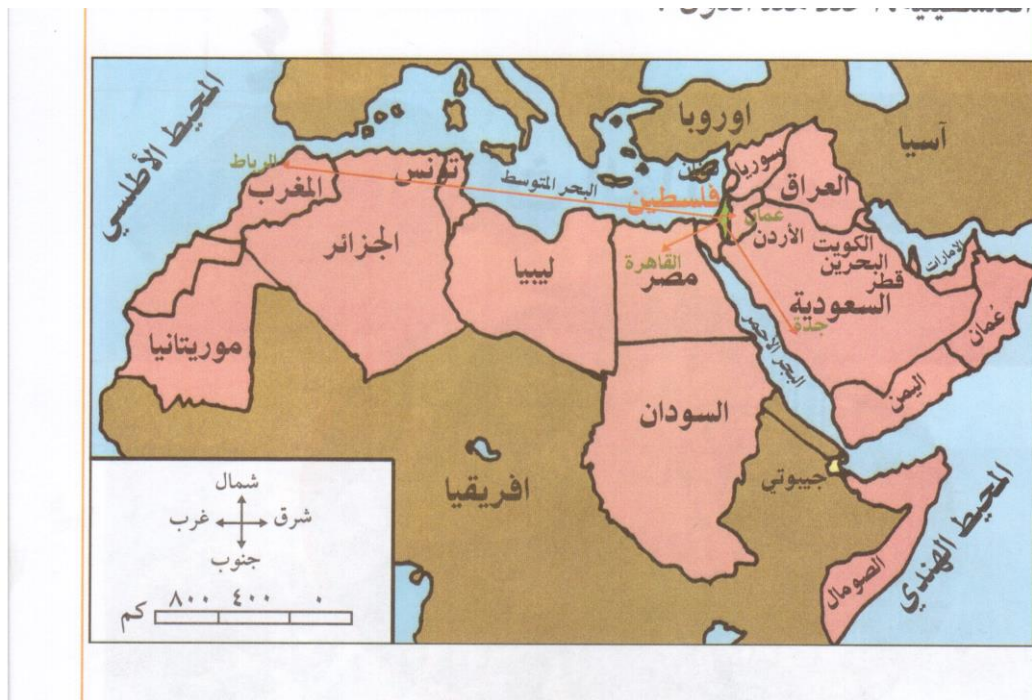 المحيط الأطلسي
اوروبا
آسيا
الرباط
المغرب
تونس
البحر المتوسط
سوريا
العراق
فلسطين
عمان
الأردن
الجزائر
ليبيا
القاهرة
مصر
الكويت
البحرين
قطر
الامارات
السعودية
جدة
عُمان
موريتانيا
البحر الاحمر
اليمن
السودان
افريقيا
جيبوتي
الصومال
المحيط الهندي
شمال
شرق
غرب
جنوب
٨٠٠ ٤٠٠ ٠
كم